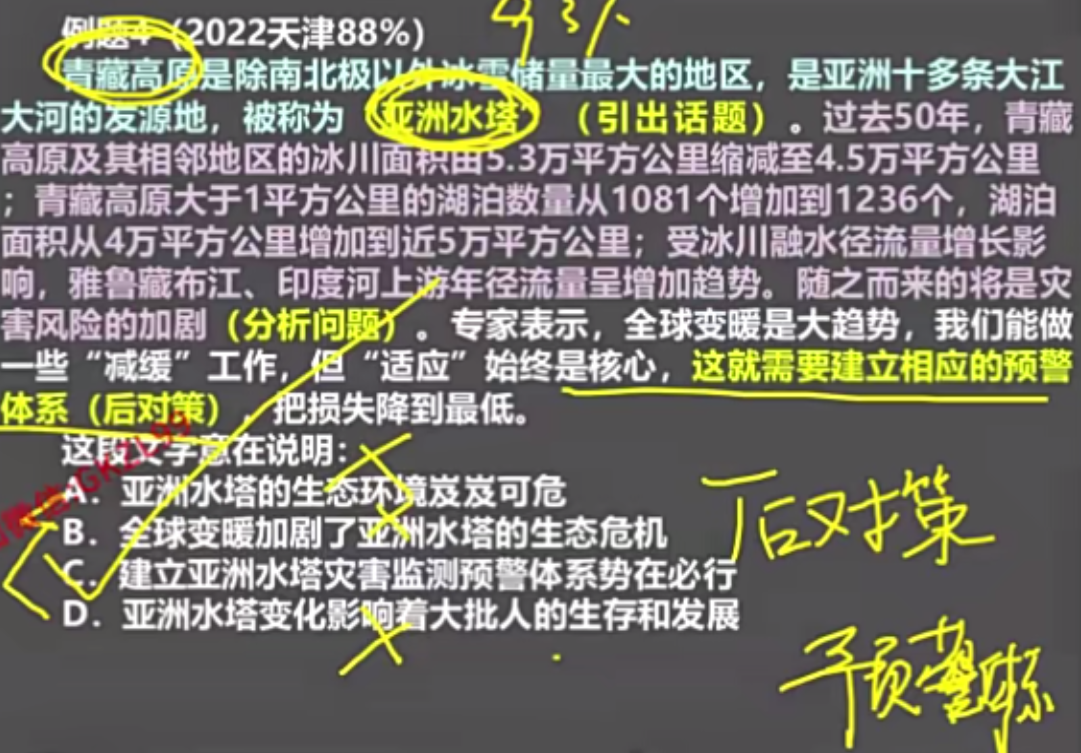 例题4（2022天津88%）
青藏高原是除南北极以外冰雪储量最大的地区，是亚洲十多条大江
大河的发源地，被称为“亚洲水塔”（引出话题）。过去50年，青藏
高原及其相邻地区的冰川面积由5.3万平方公里缩减至4.5万平方公里
；青藏高原大于1平方公里的湖泊数量从1081个增加到1236个，湖泊
面积从4万平方公里增加到近5万平方公里；受冰川融水径流量增长影
响，雅鲁藏布江、印度河上游年径流量呈增加趋势。随之而来的将是灾
害风险的加剧（分析问题）。专家表示，全球变暖是大趋势，我们能做
一些“减缓”工作，但“适应”始终是核心，这就需要建立相应的预警
体系（后对策），把损失降到最低。
这段文字意在说明：
A．亚洲水塔的生态环境岌岌可危
B．全球变暖加剧了亚洲水塔的生态危机
C．建立亚洲水塔灾害监测预警体系势在必行
D．亚洲水塔变化影响着大批人的生存和发展
后对策
预警体系